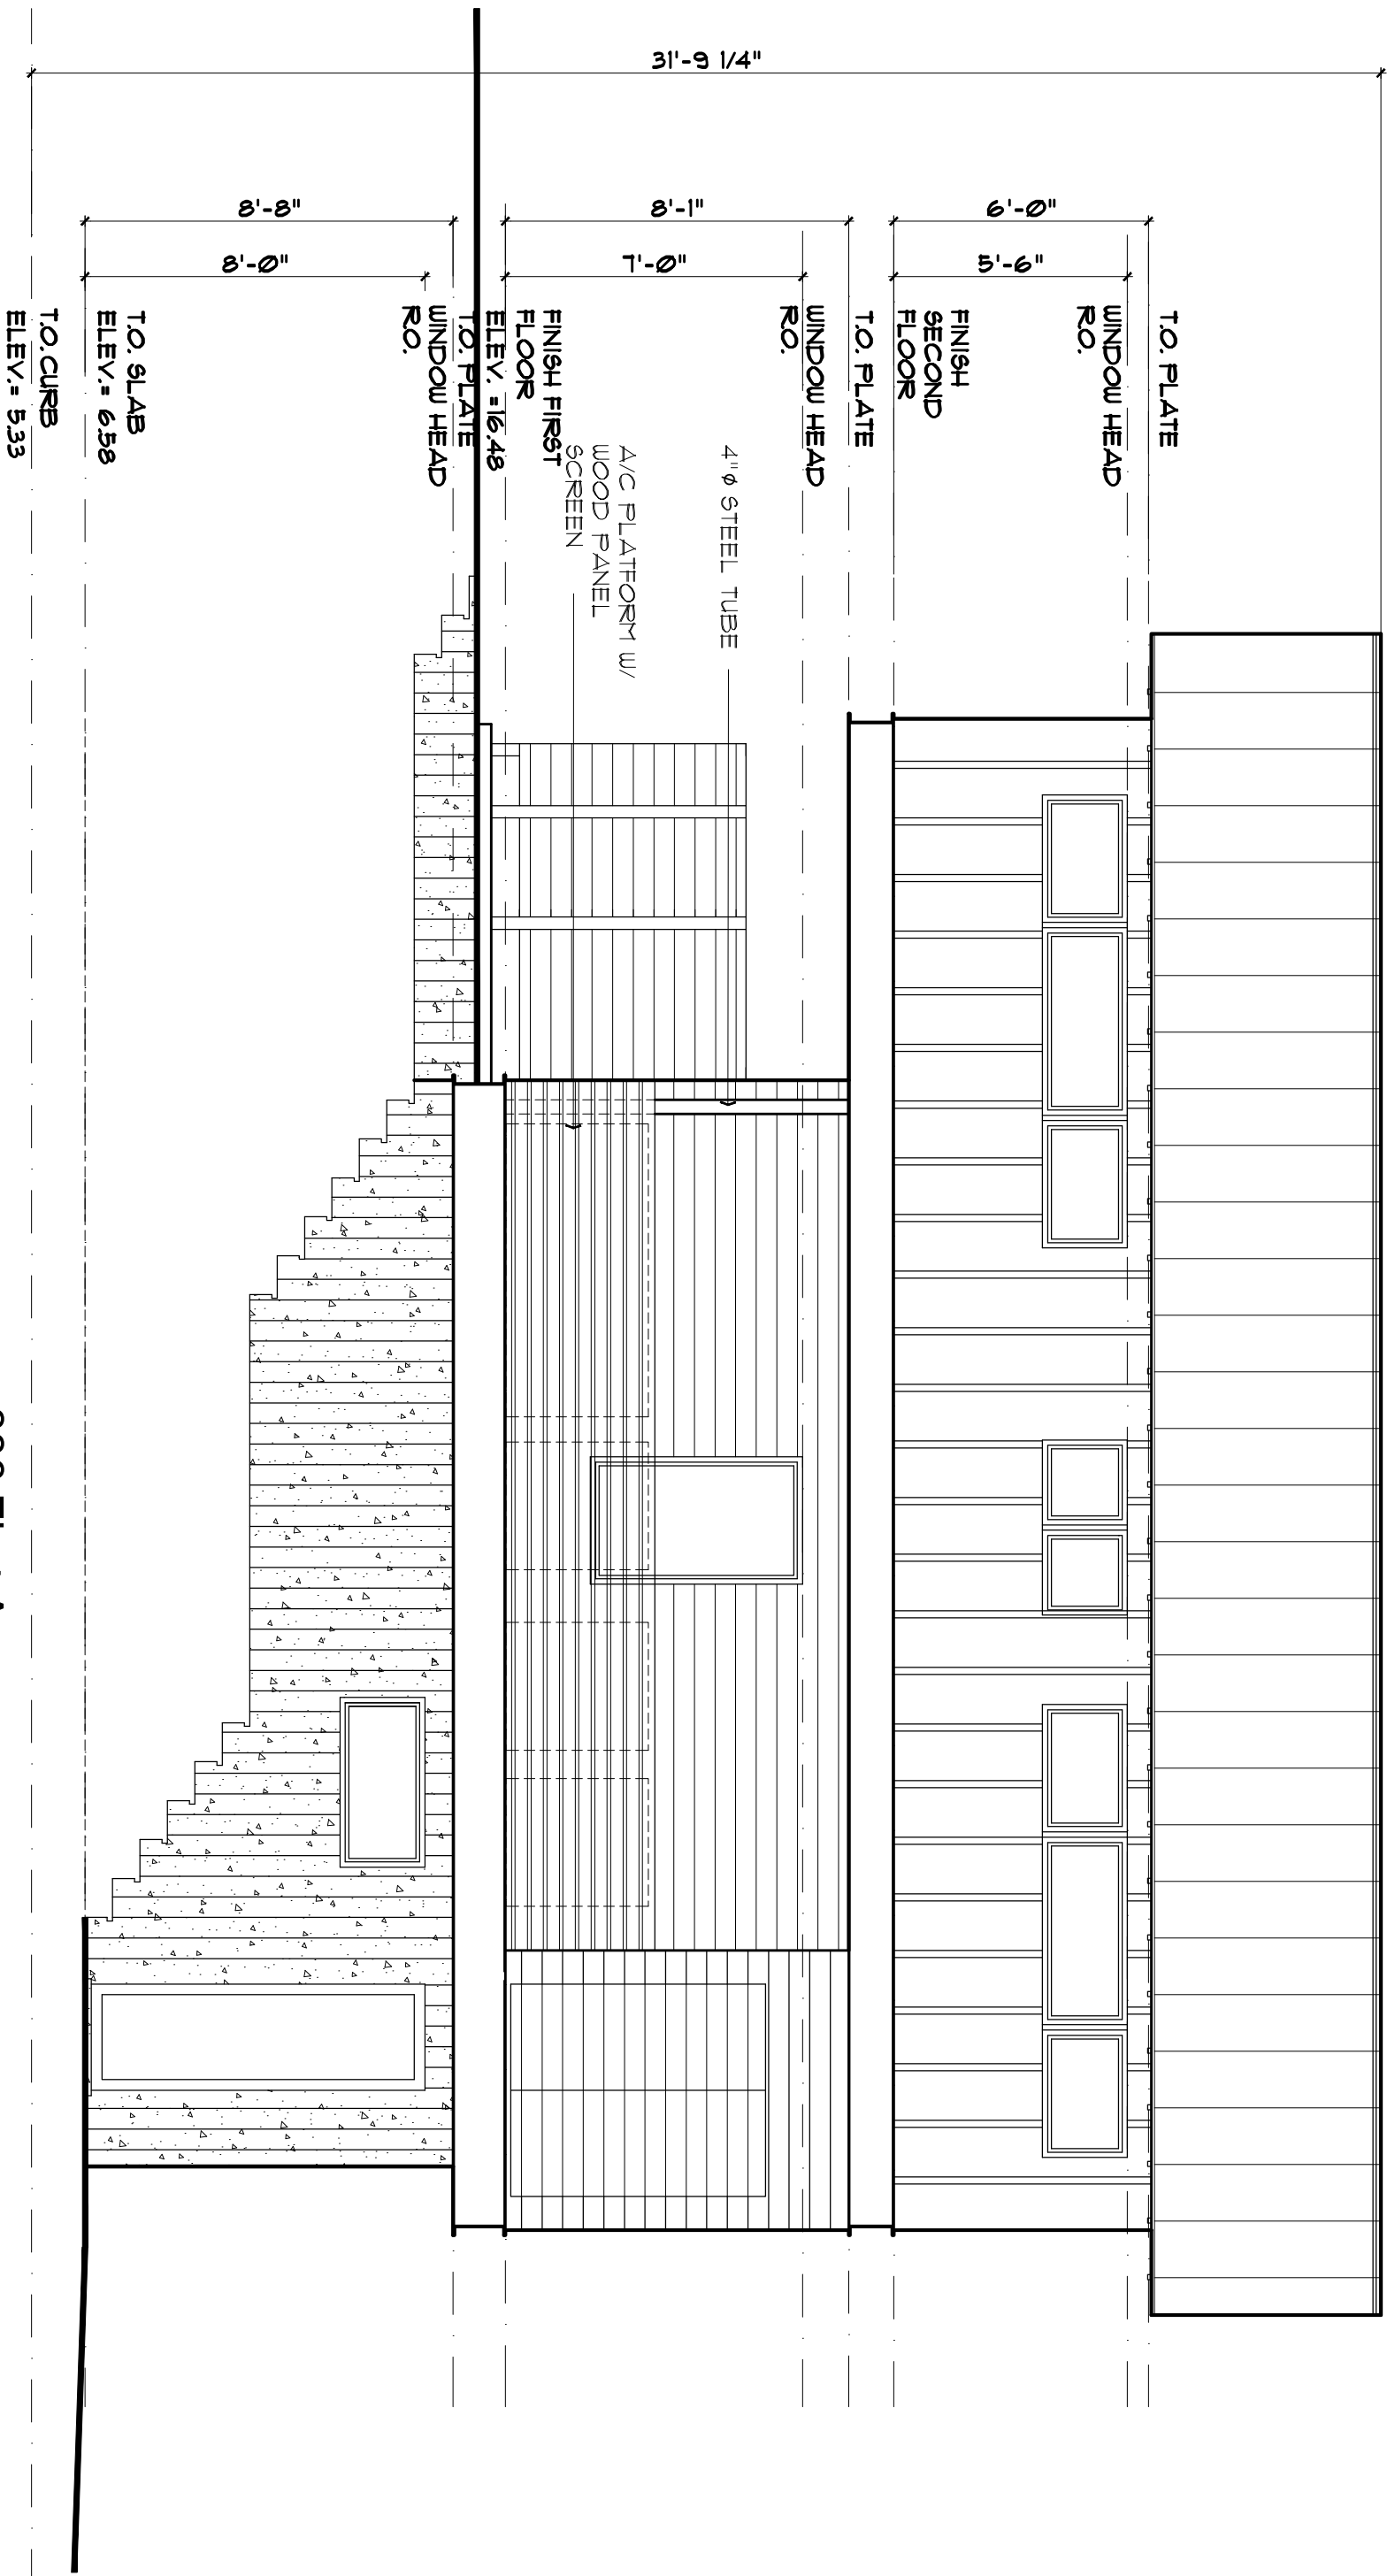 31'-9 1/4"
6'-0"
5'-6"
8'-1"
7'-0"
8'-8"
8'-0"
T.O. PLATE
WINDOW HEAD
R.O.
FINISH
SECOND
FLOOR
T.O. PLATE
WINDOW HEAD
R.O.
4"Ø STEEL TUBE
A/C PLATFORM W/
WOOD PANEL
SCREEN
FINISH FIRST
FLOOR
ELEV. =16.48
T.O. PLATE
WINDOW HEAD
R.O.
T.O. SLAB
ELEV.= 6.58
T.O.CURB
ELEV.= 5.33